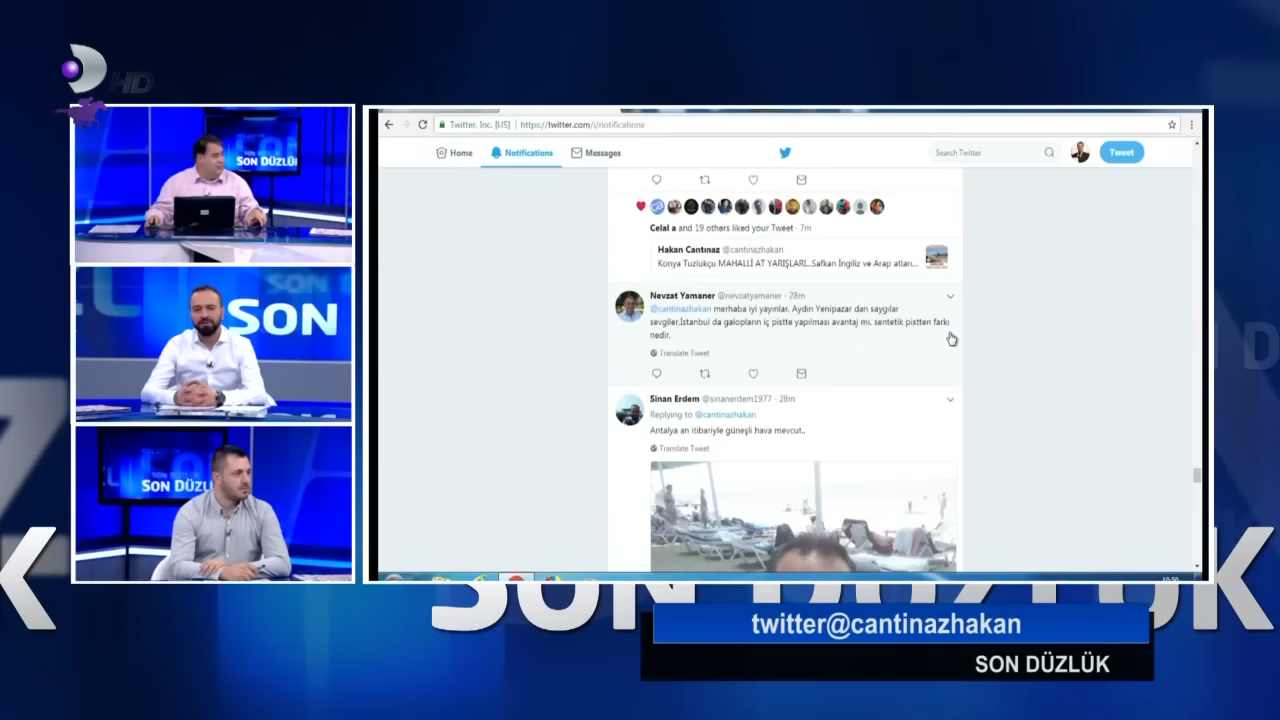 HD
SON DÜZLÜK
SON
SON DÜZLÜ
Twitter, Inc. [US] | https://twitter.com/i/notifications
Home Notifications Messages Search Twitter Tweet
Celal a and 19 others liked your Tweet · 7m
Hakan Cantınaz @cantinazhakan
Konya Tuzlukçu MAHALLİ AT YARIŞLARI..Safkan İngiliz ve Arap atları...
Nevzat Yamaner @nevzatyamaner · 28m
@cantinazhakan merhaba iyi yayınlar. Aydın Yenipazar dan saygılar
sevgiler.İstanbul da galopların iç pistte yapılması avantaj mı, sentetik pistten farkı
nedir.
Translate Tweet
Sinan Erdem @sinanerdem1977 · 28m
Replying to @cantinazhakan
Antalya an itibariyle güneşli hava mevcut..
Translate Tweet
10:50
K SON DÜZLÜK
twitter@cantinazhakan
SON DÜZLÜK